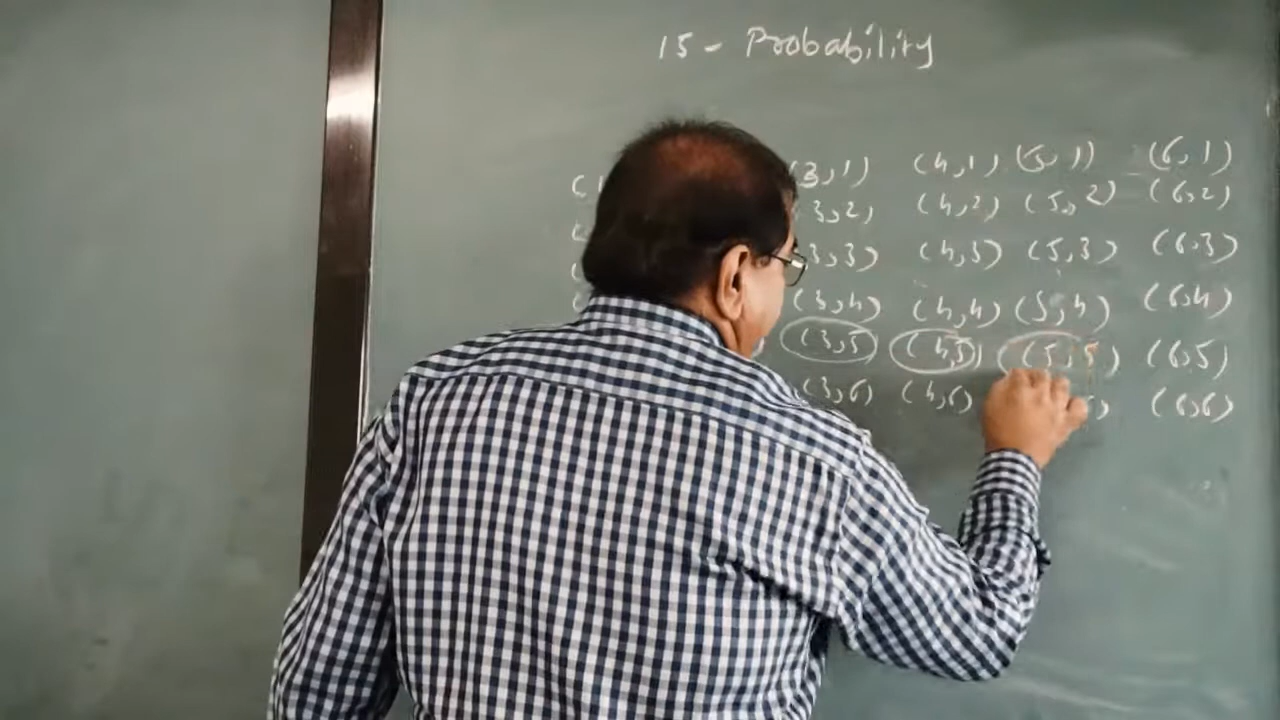 15 - Probability
(3,1) (4,1) (5,1) (6,1)
3,2) (4,2) (5,2) (6,2)
3,3) (4,3) (5,3) (6,3)
(3,4) (4,4) (5,4) (6,4)
(3,5) (4,5) (5,5) (6,5)
(3,6) (4,6) (6,6)